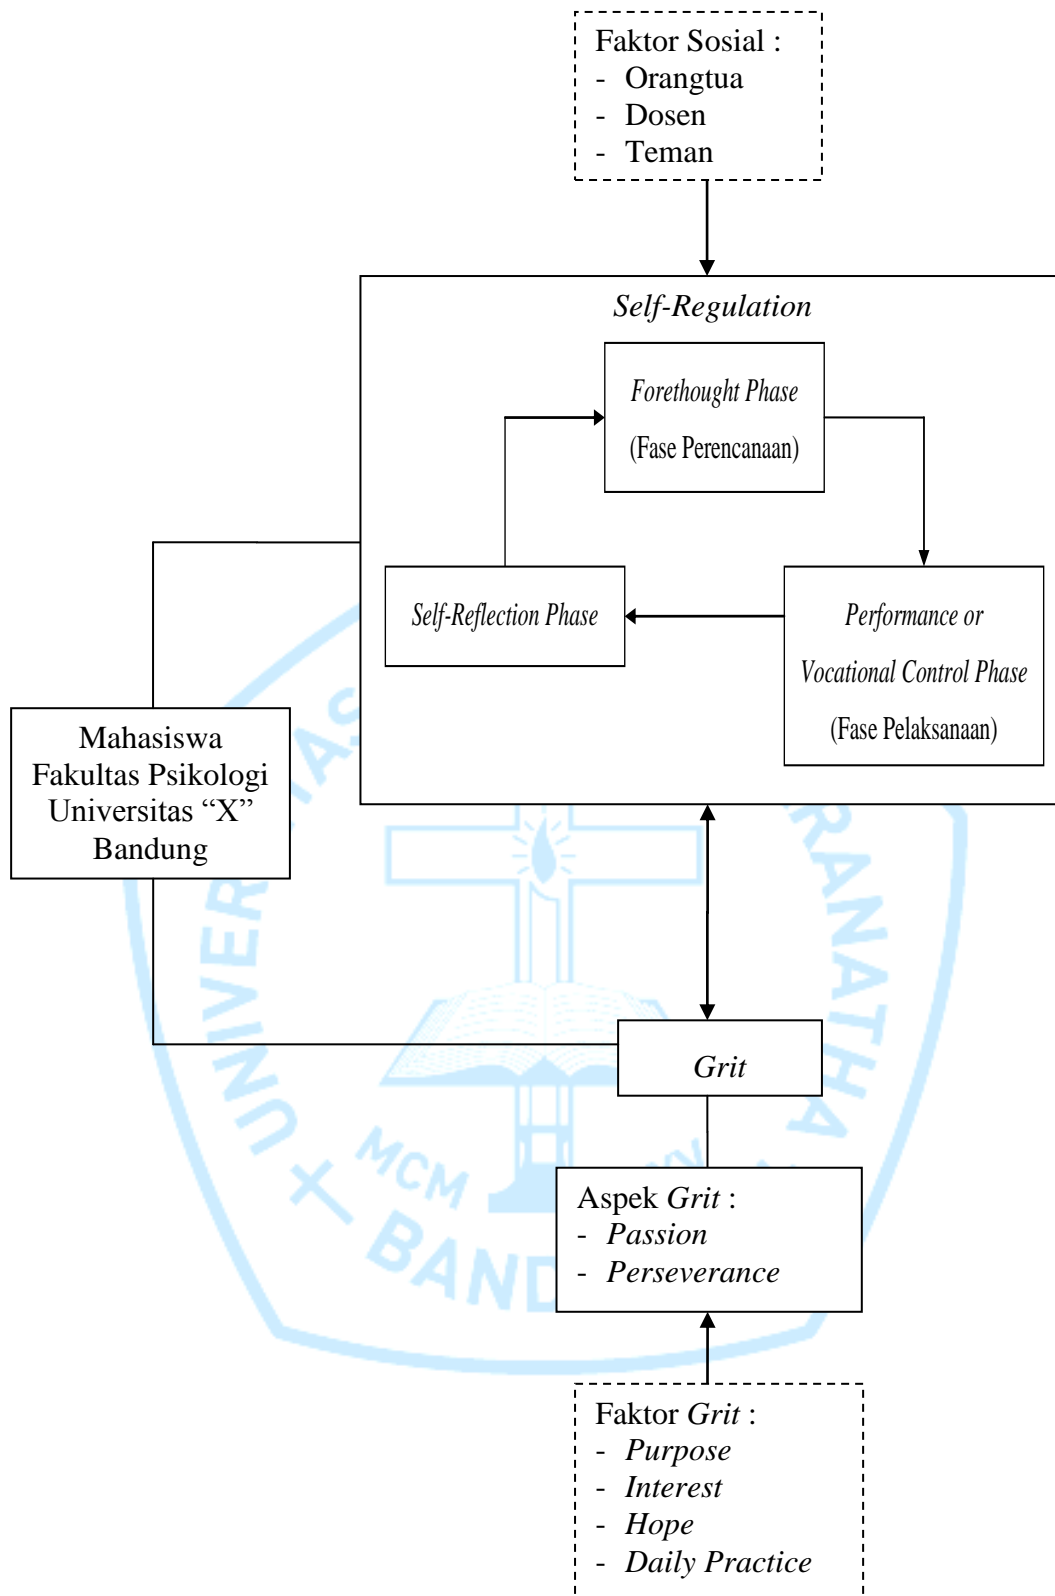 Faktor Sosial :
- Orangtua
- Dosen
- Teman
Self-Regulation
Forethought Phase
(Fase Perencanaan)
Self-Reflection Phase
Performance or
Vocational Control Phase
(Fase Pelaksanaan)
Mahasiswa
Fakultas Psikologi
Universitas “X”
Bandung
Grit
Aspek Grit :
- Passion
- Perseverance
Faktor Grit :
- Purpose
- Interest
- Hope
- Daily Practice
MCM